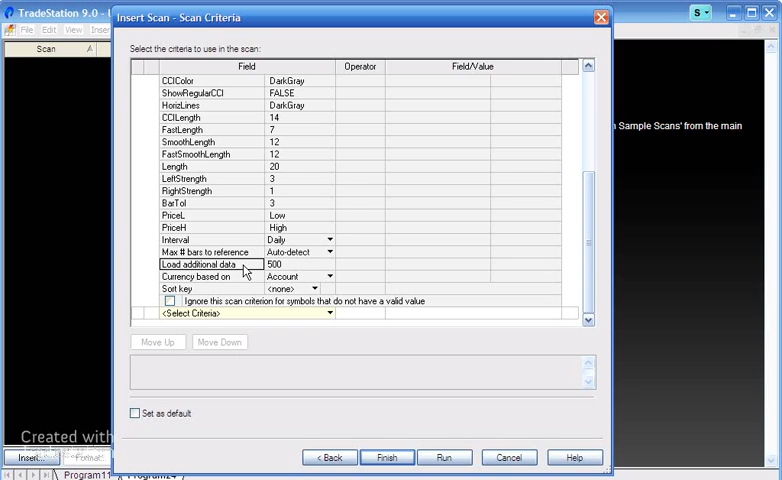 TradeStation 9.0 - U
Insert Scan - Scan Criteria
S
File Edit View Insert
Select the criteria to use in the scan:
Scan
Field Operator Field/Value
CCIColor DarkGray
ShowRegularCCI FALSE
HorizLines DarkGray
CCILength 14
FastLength 7
n Sample Scans' from the main
SmoothLength 12
FastSmoothLength 12
Length 20
LeftStrength 3
RightStrength 1
BarTol 3
PriceL Low
PriceH High
Interval Daily
Max # bars to reference Auto-detect
Load additional data 500
Currency based on Account
Sort key <none>
Ignore this scan criterion for symbols that do not have a valid value
<Select Criteria>
Move Up Move Down
Set as default
Created with
Insert... Format...
< Back Finish Run Cancel Help
Program11 Program24